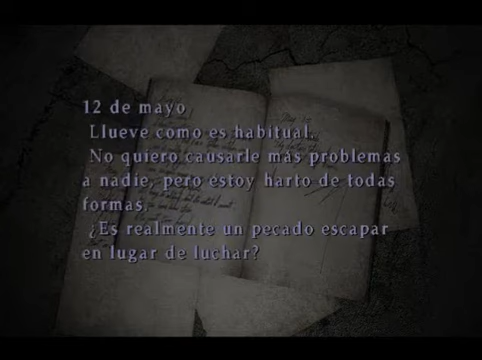 12 de mayo
Llueve como es habitual.
No quiero causarle más problemas
a nadie, pero estoy harto de todas
formas.
¿Es realmente un pecado escapar
en lugar de luchar?